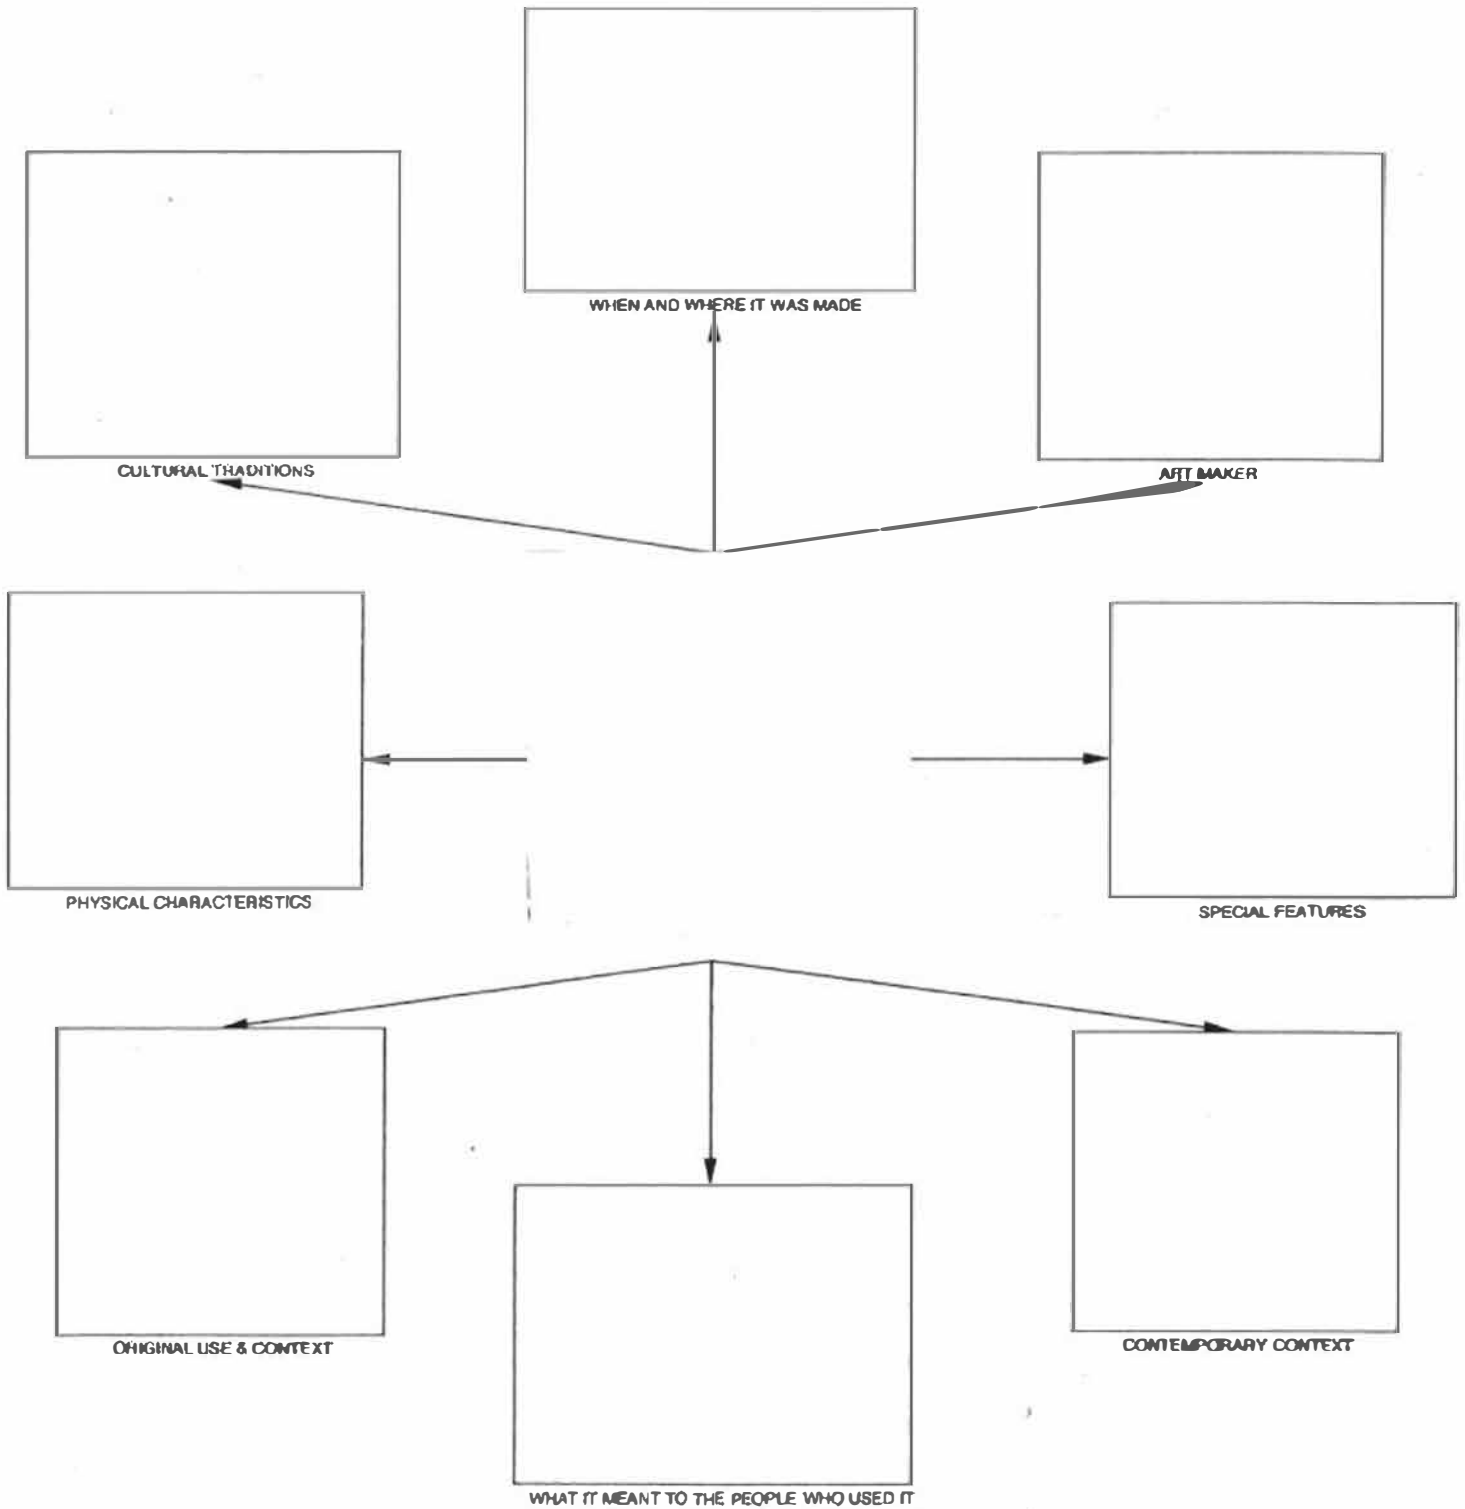 WHEN AND WHERE IT WAS MADE
CULTURAL TRADITIONS
ART MAKER
PHYSICAL CHARACTERISTICS
SPECIAL FEATURES
ORIGINAL USE & CONTEXT
CONTEMPORARY CONTEXT
WHAT IT MEANT TO THE PEOPLE WHO USED IT